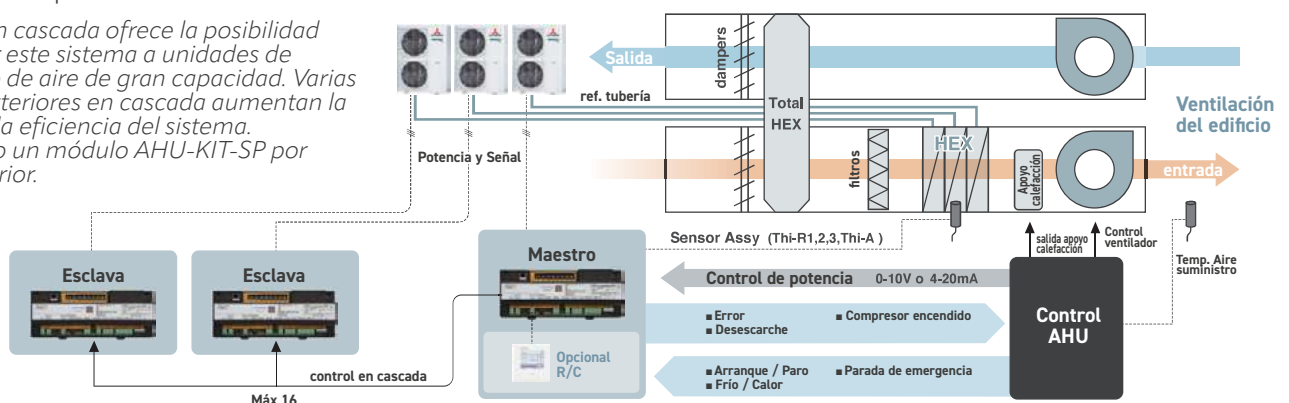 n cascada ofrece la posibilidad
r este sistema a unidades de
o de aire de gran capacidad. Varias
xteriores en cascada aumentan la
la eficiencia del sistema.
o un módulo AHU-KIT-SP por
rior.
Salida
dampers
ref. tubería
Total
HEX
Ventilación
del edificio
HEX
Potencia y Señal
filtros
Apoyo
calefacción
entrada
Sensor Assy (Thi-R1,2,3,Thi-A )
salida apoyo
calefacción
Control
ventilador
Temp. Aire
suministro
Esclava
Esclava
Maestro
Control de potencia 0-10V o 4-20mA
■ Error
■ Compresor encendido
■ Desescarche
Control
AHU
Opcional
R/C
■ Arranque / Paro
■ Parada de emergencia
■ Frío / Calor
control en cascada
Máx 16